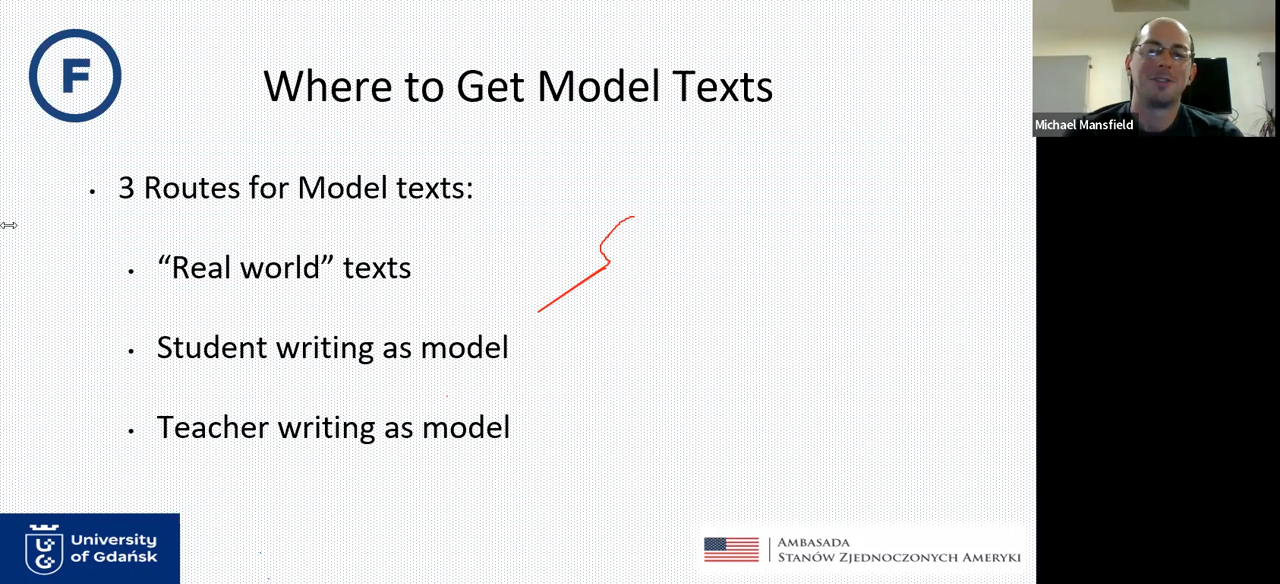 F
Where to Get Model Texts
Michael Mansfield
• 3 Routes for Model texts:
• “Real world” texts
• Student writing as model
• Teacher writing as model
University
of Gdańsk
AMBASADA
STANÓW ZJEDNOCZONYCH AMERYKI